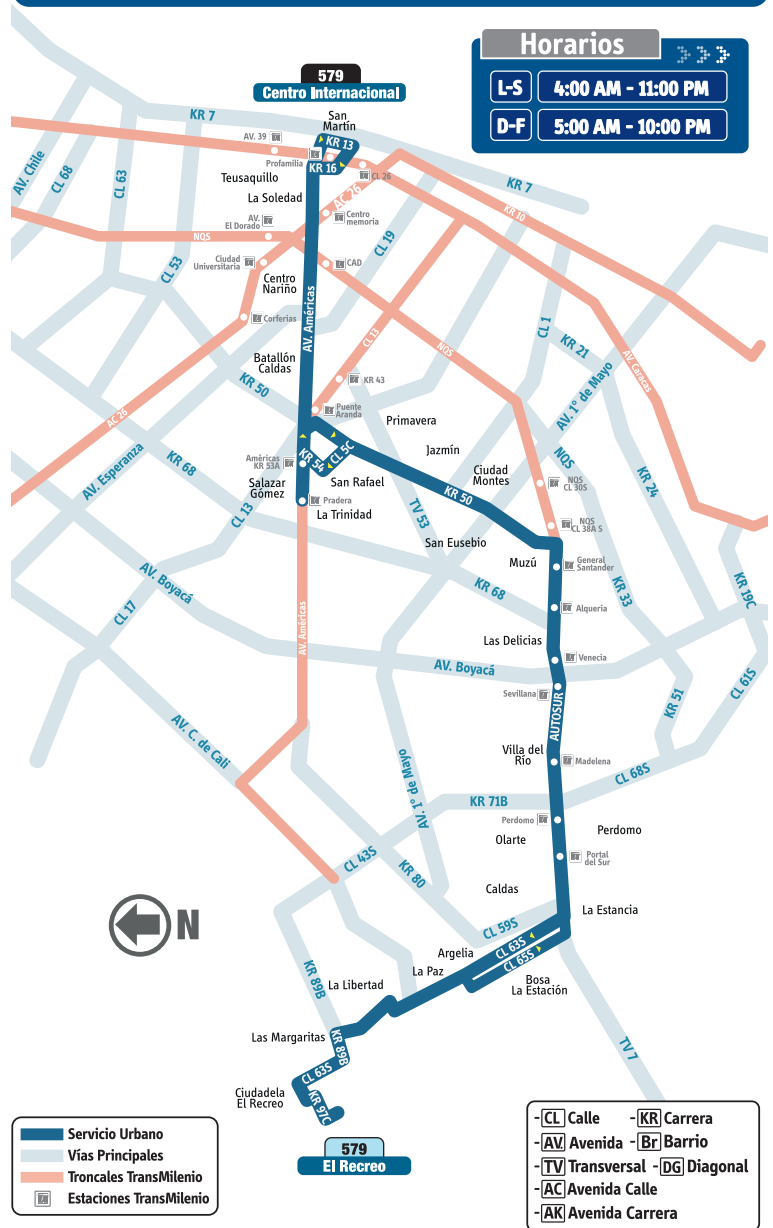 Horarios
L-S 4:00 AM - 11:00 PM
D-F 5:00 AM - 10:00 PM
579
Centro Internacional
San
Martín
KR 7
AV. 39
KR 13
Profamilia
KR 16
CL 26
AV. Chile
CL 68
CL 63
Teusaquillo
La Soledad
AC 26
KR 7
KR 10
AV.
El Dorado
Centro
memoria
NQS
CL 19
Ciudad
Universitaria
CAD
CL 53
Centro
Nariño
Corferias
AV. Américas
CL 13
NQS
CL 1
KR 21
AV. Caracas
Batallón
Caldas
KR 50
KR 43
AV. 1° de Mayo
Puente
Aranda
AC 26
Primavera
Américas
KR 53A
KR 54
CL 5C
Jazmín
NQS
AV. Esperanza
KR 68
Salazar
Gómez
San Rafael
Ciudad
Montes
NQS
CL 30S
KR 24
Pradera
KR 50
CL 13
La Trinidad
TV 53
NQS
CL 38A S
San Eusebio
Muzú
General
Santander
AV. Boyacá
KR 68
KR 33
KR 19C
CL 17
Alquería
AV. Américas
Las Delicias
AV. Boyacá
Venecia
Sevillana
CL 61S
KR 51
AUTOSUR
AV. C. de Cali
Villa del
Río
Madelena
CL 68S
AV. 1° de Mayo
KR 71B
Perdomo
Perdomo
Olarte
CL 43S
KR 80
Portal
del Sur
Caldas
La Estancia
N
CL 59S
CL 63S
Argelia
CL 65S
La Paz
KR 89B
La Libertad
Bosa
La Estación
Las Margaritas
KR 89B
TV 7
CL 63S
Ciudadela
El Recreo
KR 97C
579
El Recreo
Servicio Urbano
Vías Principales
Troncales TransMilenio
Estaciones TransMilenio
-CL Calle -KR Carrera
-AV Avenida -Br Barrio
-TV Transversal -DG Diagonal
-AC Avenida Calle
-AK Avenida Carrera